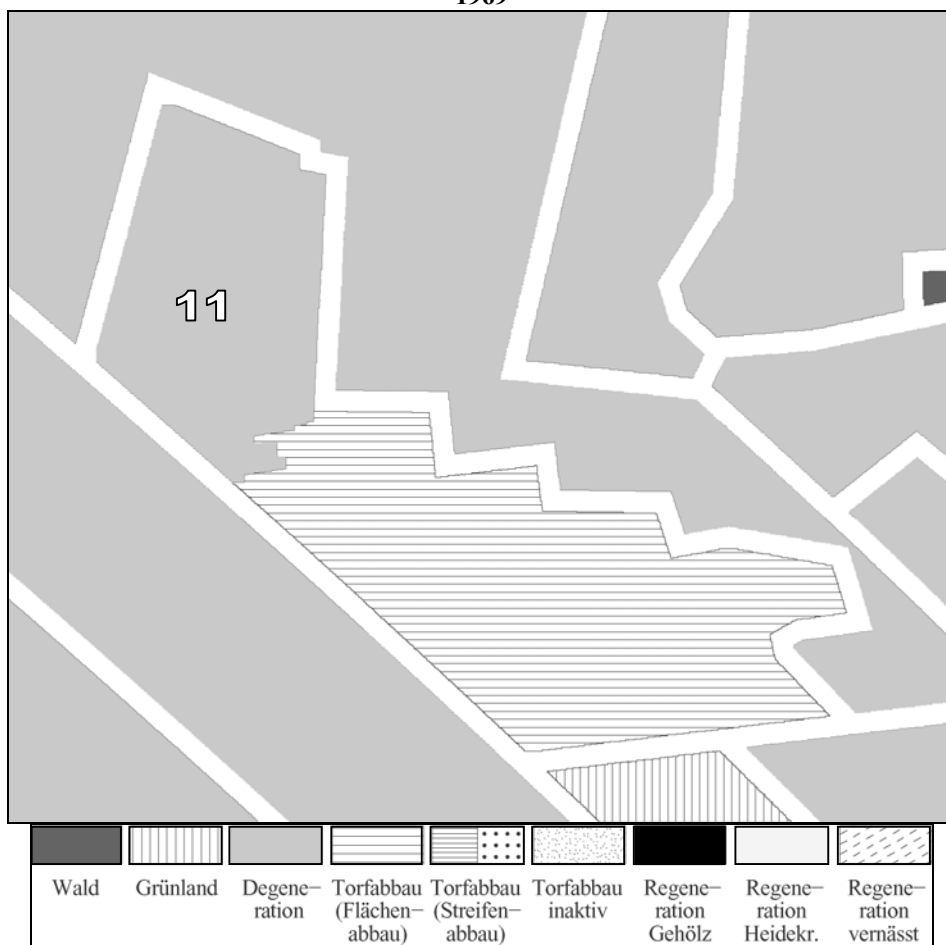 11
Wald
Grünland
Degene–
ration
Torfabbau
(Flächen–
abbau)
Torfabbau
(Streifen–
abbau)
Torfabbau
inaktiv
Regene–
ration
Gehölz
Regene–
ration
Heidekr.
Regene–
ration
vernässt